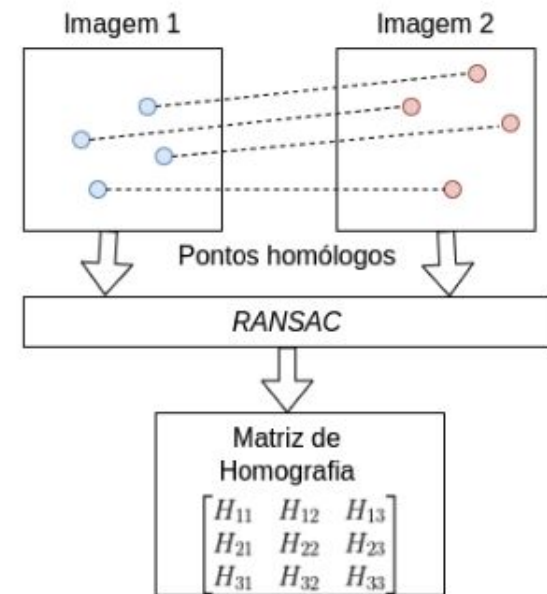 Imagem 1
Imagem 2
Pontos homólogos
RANSAC
Matriz de
Homografia
H₁₁ H₁₂ H₁₃
H₂₁ H₂₂ H₂₃
H₃₁ H₃₂ H₃₃